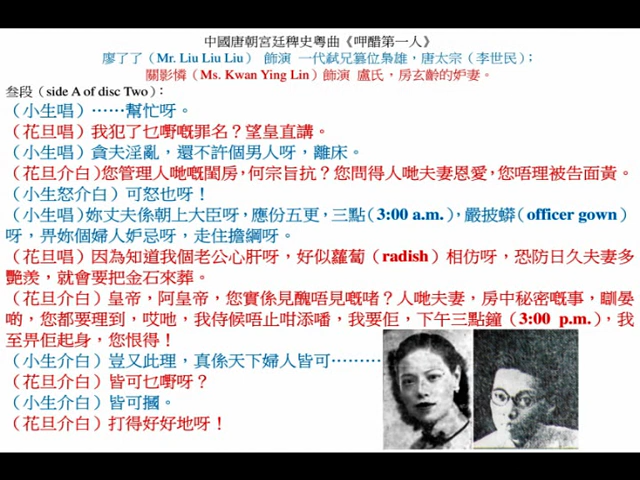 中國唐朝宮廷稗史粵曲《呷醋第一人》
廖了了（Mr. Liu Liu Liu） 飾演 一代弒兄篡位梟雄，唐太宗（李世民）；
關影憐（Ms. Kwan Ying Lin）飾演 盧氏，房玄齡的妒妻。
叁段（side A of disc Two）：
（小生唱）……幫忙呀。
（花旦唱）我犯了乜嘢嘅罪名？望皇直講。
（小生唱）貪夫淫亂，還不許個男人呀，離床。
（花旦介白）您管理人哋嘅閨房，何宗旨抗？您問得人哋夫妻恩愛，您唔理被告面黃。
（小生怒介白）可怒也呀！
（小生唱）妳丈夫係朝上大臣呀，應份五更，三點（3:00 a.m.），嚴披蟒（officer gown）
呀，畀妳個婦人妒忌呀，走住擔綱呀。
（花旦唱）因為知道我個老公心肝呀，好似蘿蔔（radish）相仿呀，恐防日久夫妻多
艷羨，就會要把金石來葬。
（花旦介白）皇帝，阿皇帝，您實係見醜唔見嘅啫？人哋夫妻，房中秘密嘅事，瞓晏
啲，您都要理到，哎吔，我侍候唔止咁添噃，我要佢，下午三點鐘（3:00 p.m.），我
至畀佢起身，您恨得！
（小生介白）豈又此理，真係天下婦人皆可………
（花旦介白）皆可乜嘢呀？
（小生介白）皆可摑。
（花旦介白）打得好好地呀！